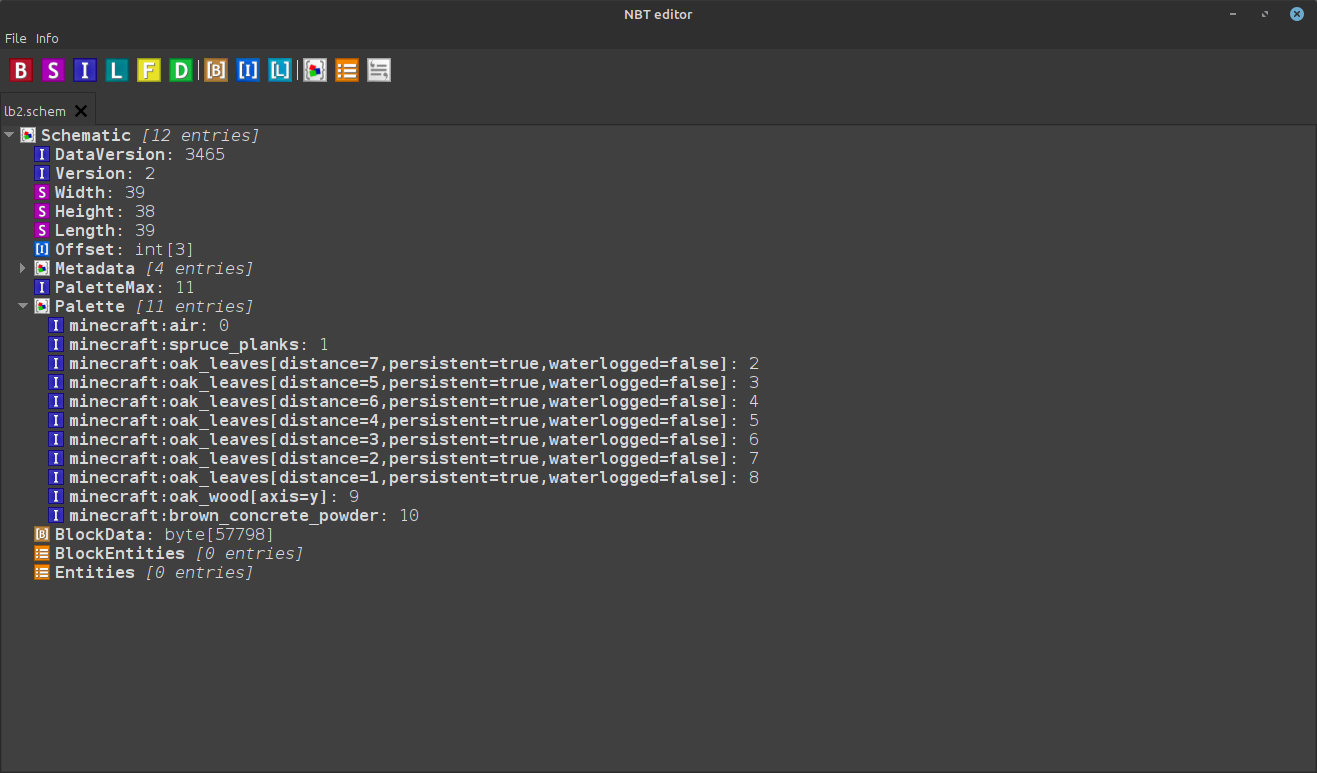 NBT editor
File Info
B S I L F D [B] [I] [L]
lb2.schem
Schematic [12 entries]
I DataVersion: 3465
I Version: 2
S Width: 39
S Height: 38
S Length: 39
[I] Offset: int[3]
Metadata [4 entries]
I PaletteMax: 11
Palette [11 entries]
I minecraft:air: 0
I minecraft:spruce_planks: 1
I minecraft:oak_leaves[distance=7,persistent=true,waterlogged=false]: 2
I minecraft:oak_leaves[distance=5,persistent=true,waterlogged=false]: 3
I minecraft:oak_leaves[distance=6,persistent=true,waterlogged=false]: 4
I minecraft:oak_leaves[distance=4,persistent=true,waterlogged=false]: 5
I minecraft:oak_leaves[distance=3,persistent=true,waterlogged=false]: 6
I minecraft:oak_leaves[distance=2,persistent=true,waterlogged=false]: 7
I minecraft:oak_leaves[distance=1,persistent=true,waterlogged=false]: 8
I minecraft:oak_wood[axis=y]: 9
I minecraft:brown_concrete_powder: 10
[B] BlockData: byte[57798]
BlockEntities [0 entries]
Entities [0 entries]